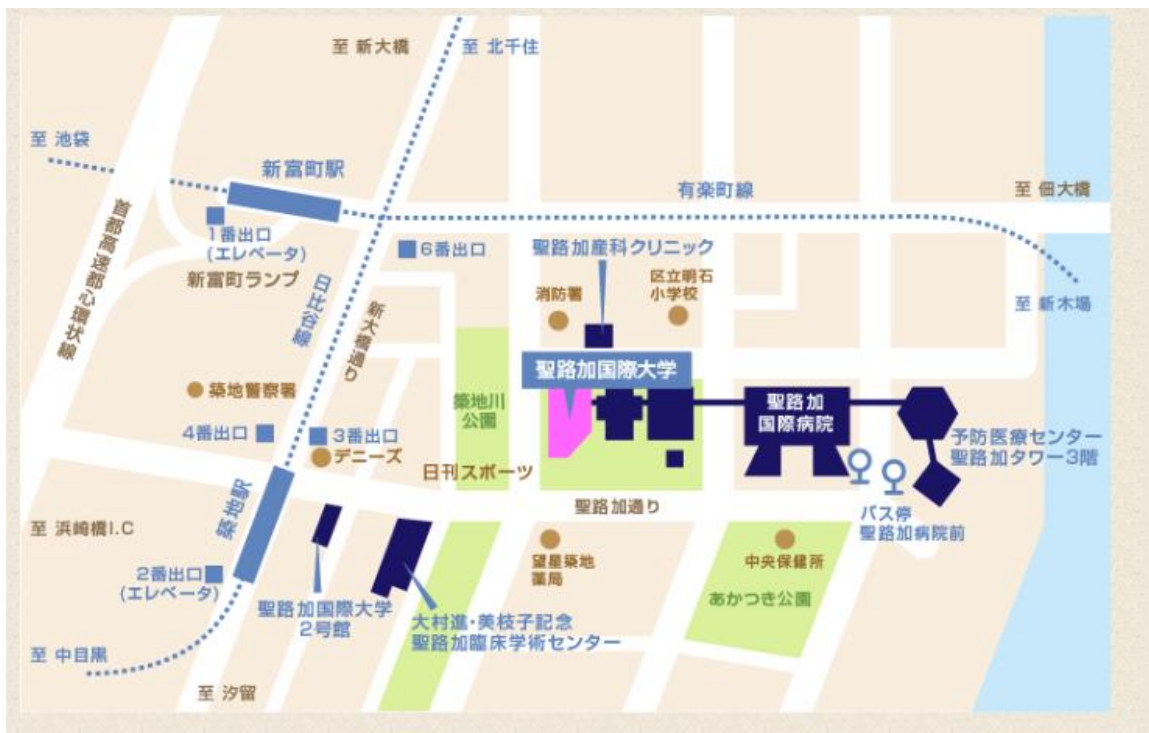 至 新大橋
至 北千住
至 池袋
新富町駅
有楽町線
至 佃大橋
首都高速都心環状線
1番出口
(エレベータ)
6番出口
聖路加産科クリニック
新富町ランプ
日比谷線
新大橋通り
消防署
区立明石
小学校
至 新木場
聖路加国際大学
築地警察署
築地川
公園
聖路加
国際病院
4番出口
3番出口
デニーズ
予防医療センター
聖路加タワー3階
日刊スポーツ
築地駅
聖路加通り
バス停
聖路加病院前
至 浜崎橋I.C
望星築地
薬局
中央保健所
2番出口
(エレベータ)
あかつき公園
聖路加国際大学
2号館
大村進・美枝子記念
聖路加臨床学術センター
至 中目黒
至 汐留